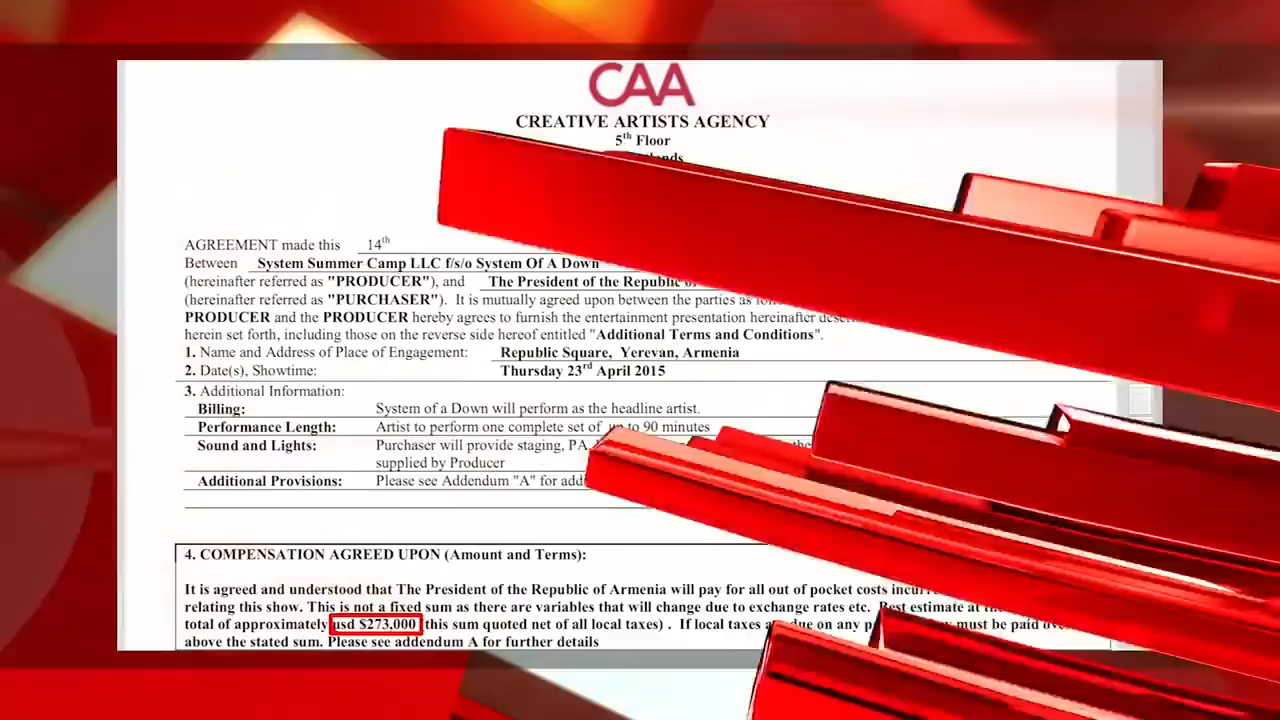 CAA
CREATIVE ARTISTS AGENCY
5th Floor
AGREEMENT made this 14th
Between System Summer Camp LLC f/s/o System Of A Down
(hereinafter referred as "PRODUCER"), and The President of the Republic
(hereinafter referred as "PURCHASER"). It is mutually agreed upon between the parties as
PRODUCER and the PRODUCER hereby agrees to furnish the entertainment presentation hereinafter
herein set forth, including those on the reverse side hereof entitled "Additional Terms and Conditions".
1. Name and Address of Place of Engagement: Republic Square, Yerevan, Armenia
2. Date(s), Showtime: Thursday 23rd April 2015
3. Additional Information:
Billing: System of a Down will perform as the headline artist.
Performance Length: Artist to perform one complete set of up to 90 minutes
Sound and Lights: Purchaser will provide staging, PA,
supplied by Producer
Additional Provisions: Please see Addendum "A" for
4. COMPENSATION AGREED UPON (Amount and Terms):
It is agreed and understood that The President of the Republic of Armenia will pay for all out of pocket costs
relating this show. This is not a fixed sum as there are variables that will change due to exchange rates etc. Best estimate at
total of approximately usd $273,000 this sum quoted net of all local taxes) . If local taxes due on any must be paid
above the stated sum. Please see addendum A for further details